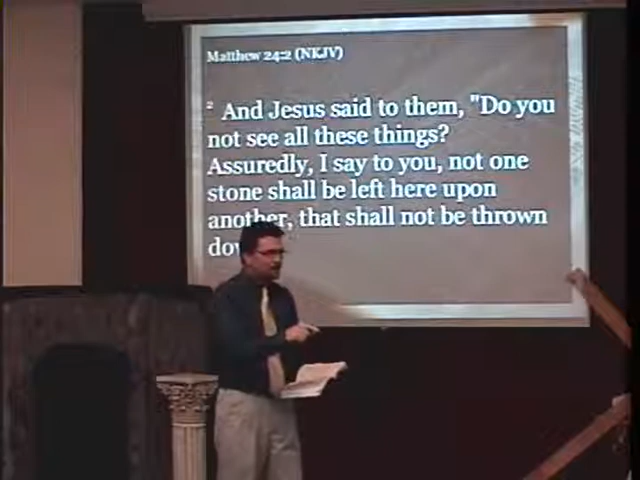 Matthew 24:2 (NKJV)
2 And Jesus said to them, "Do you
not see all these things?
Assuredly, I say to you, not one
stone shall be left here upon
another, that shall not be thrown